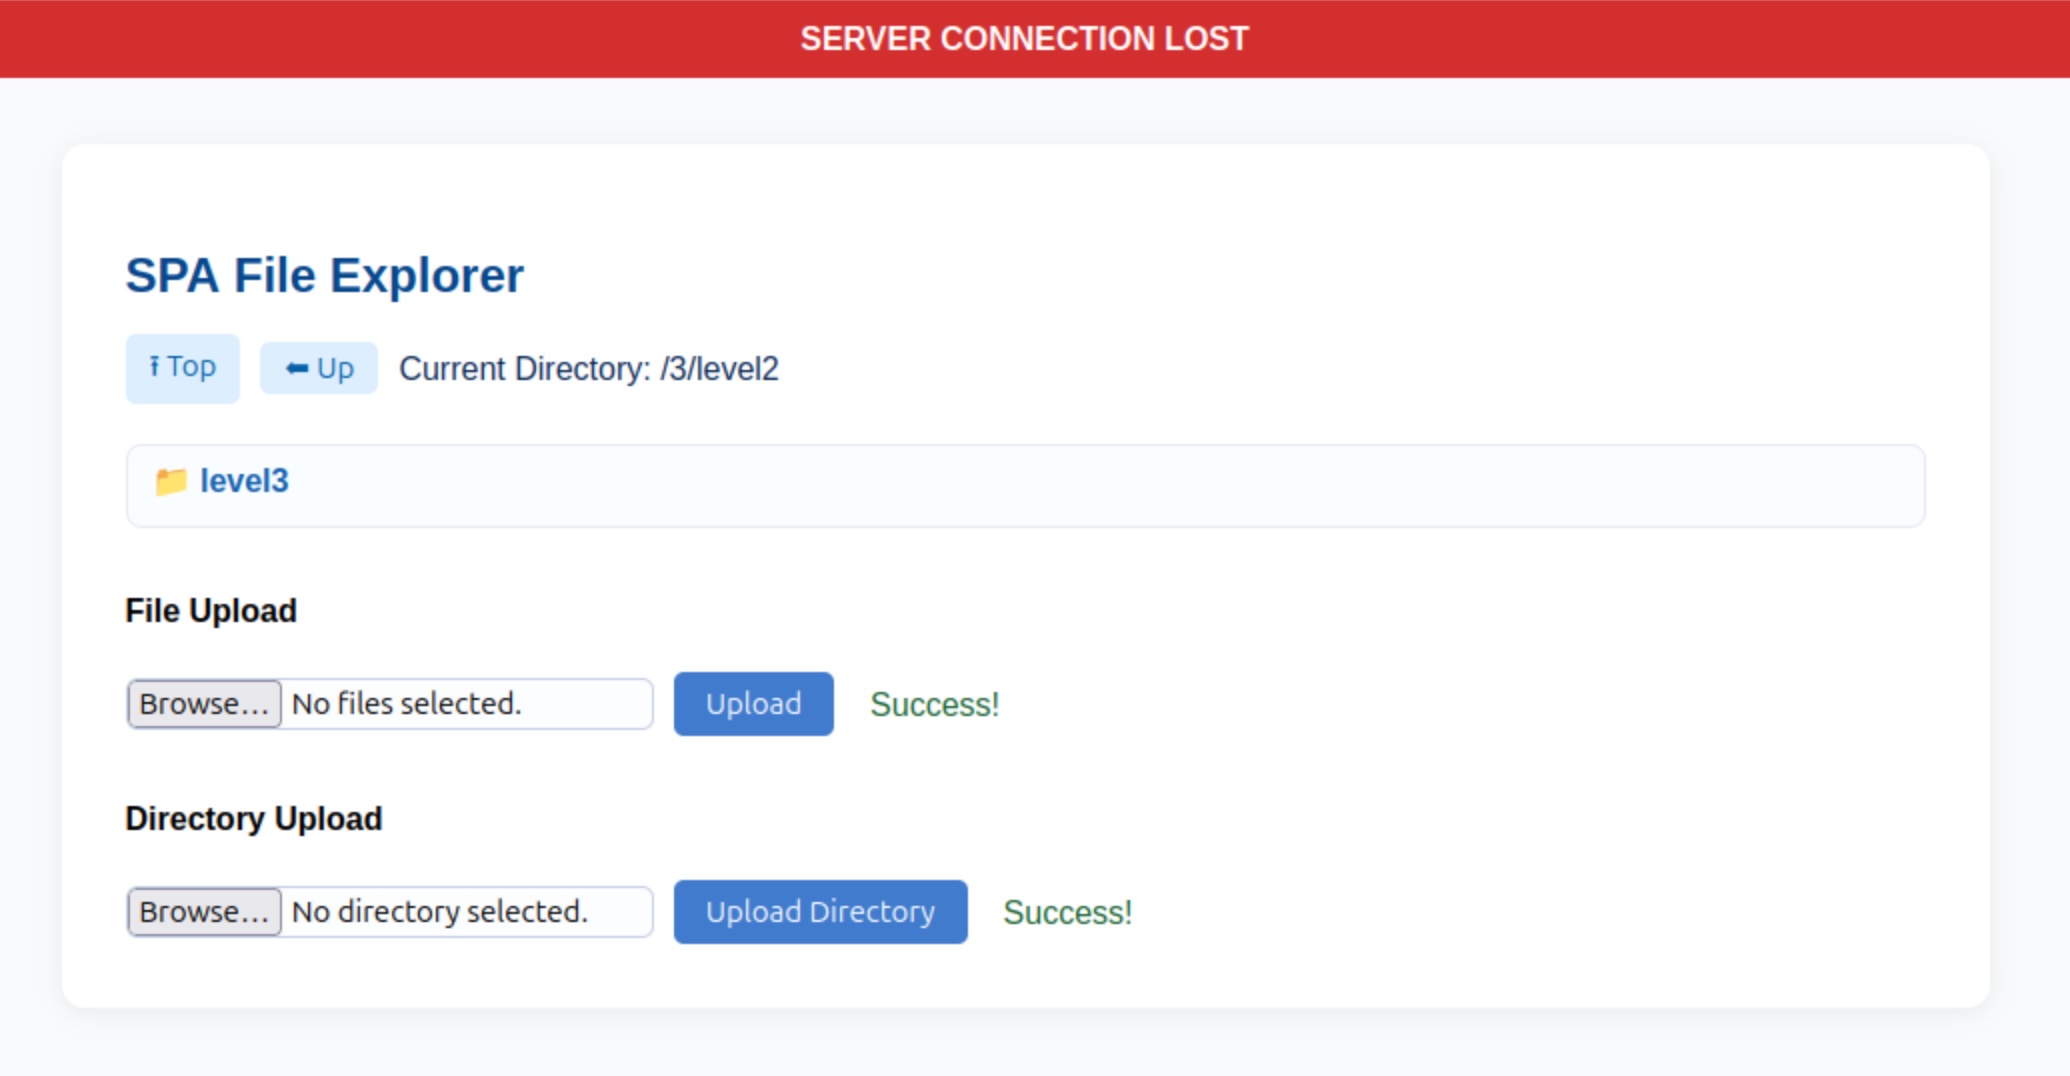 SERVER CONNECTION LOST
SPA File Explorer
⭱ Top ⬅ Up Current Directory: /3/level2
📁 level3
File Upload
Browse... No files selected. Upload Success!
Directory Upload
Browse... No directory selected. Upload Directory Success!